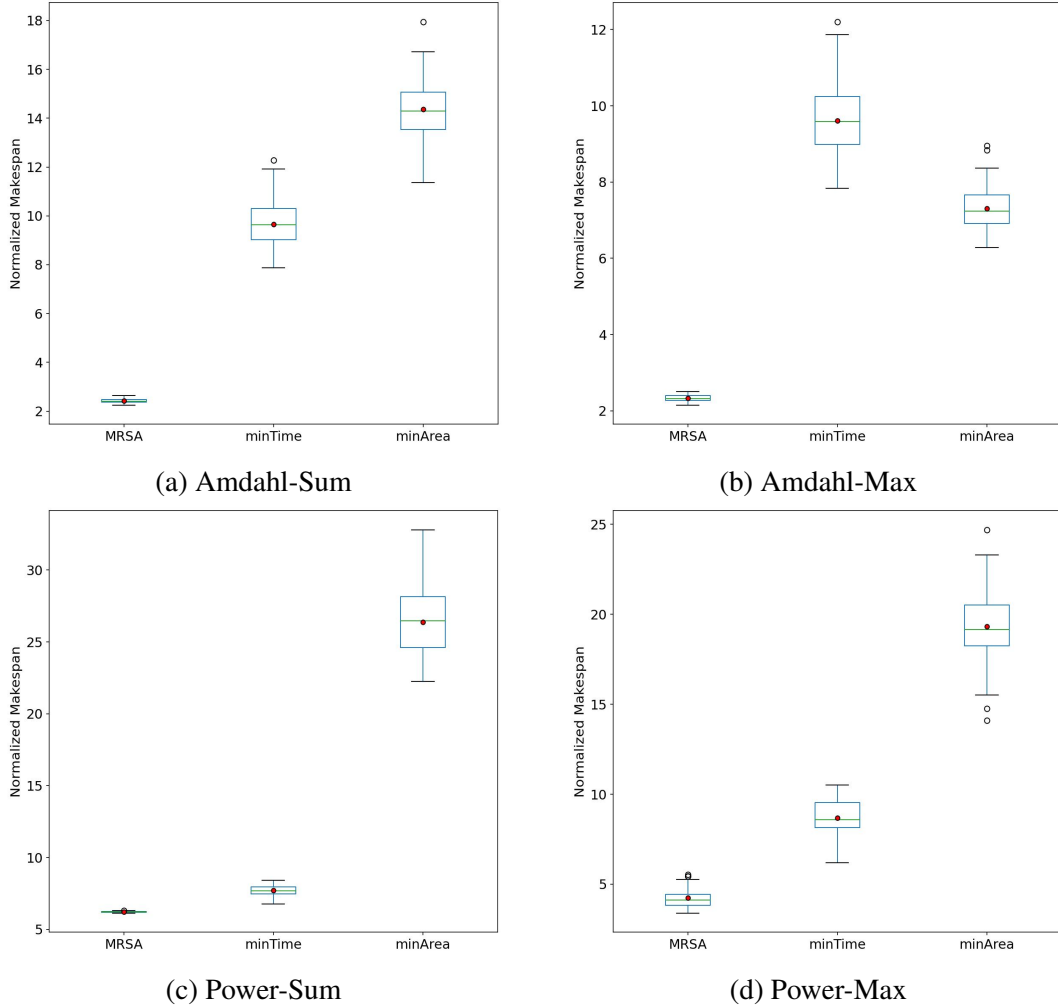 18
16
14
12
10
8
6
4
2
Normalized Makespan
MRSA minTime minArea
(a) Amdahl-Sum
12
10
8
6
4
2
Normalized Makespan
MRSA minTime minArea
(b) Amdahl-Max
30
25
20
15
10
5
Normalized Makespan
MRSA minTime minArea
(c) Power-Sum
25
20
15
10
5
Normalized Makespan
MRSA minTime minArea
(d) Power-Max